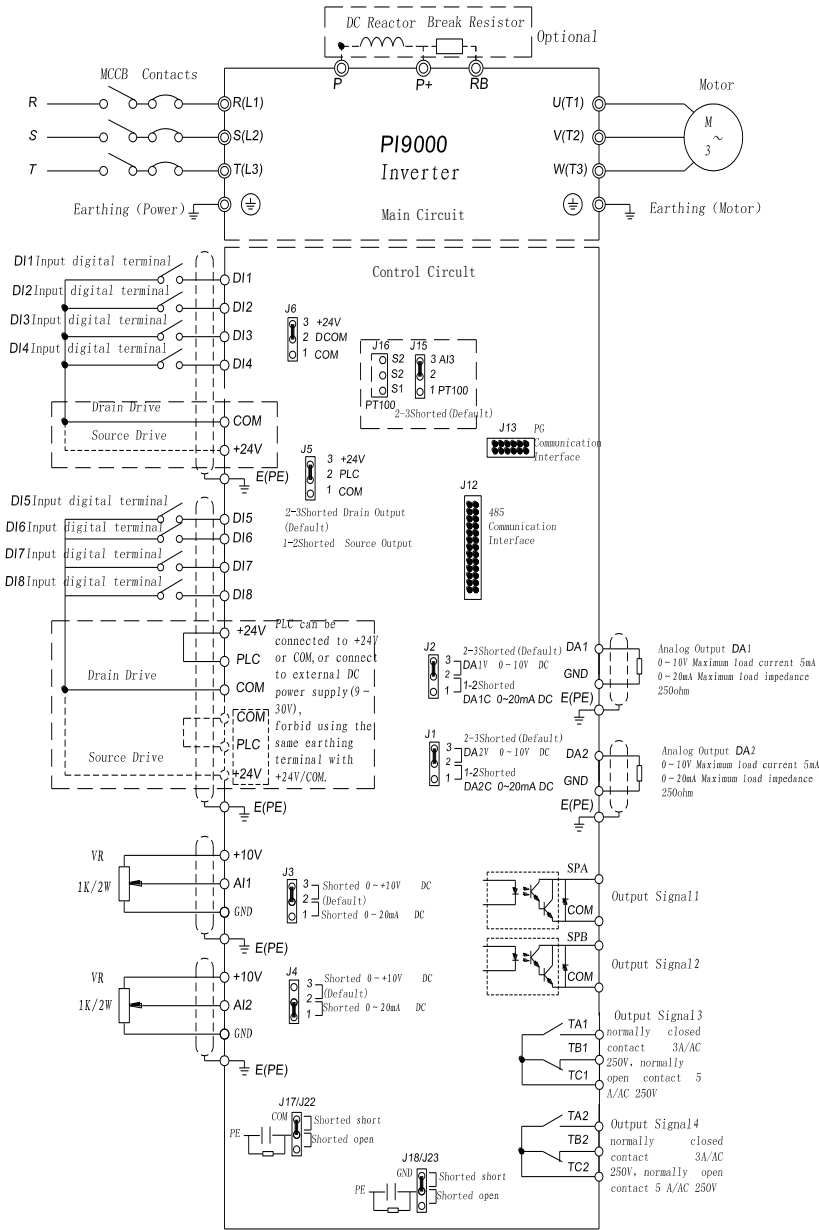 DC Reactor Break Resistor
Optional
P P+ RB
MCCB Contacts
Motor
R
R(L1)
U(T1)
M
～
3
S
S(L2)
V(T2)
PI9000
Inverter
T
T(L3)
W(T3)
Earthing (Power)
Earthing (Motor)
Main Circuit
Control Circult
DI1 Input digital terminal
DI1
DI2 Input digital terminal
DI2
DI3 Input digital terminal
DI3
DI4 Input digital terminal
DI4
J6
3 +24V
2 DCOM
1 COM
J16 J15
S2 3 AI3
S2 2
S1 1 PT100
PT100
2-3Shorted(Default)
Drain Drive
COM
Source Drive
+24V
E(PE)
J13
PG
Communication
Interface
J5
3 +24V
2 PLC
1 COM
2-3Shorted Drain Output
(Default)
1-2Shorted Source Output
J12
485
Communication
Interface
DI5 Input digital terminal
DI5
DI6 Input digital terminal
DI6
DI7 Input digital terminal
DI7
DI8 Input digital terminal
DI8
+24V
PLC
Drain Drive
COM
COM
PLC
Source Drive
+24V
E(PE)
PLC can be
connected to +24V
or COM, or connect
to external DC
power supply(9～
30V),
forbid using the
same earthing
terminal with
+24V/COM.
J2
3
2
1
2-3Shorted(Default)
DA1V 0～10V DC
1-2Shorted
DA1C 0~20mA DC
DA1
GND
E(PE)
Analog Output DA1
0～10V Maximum load current 5mA
0～20mA Maximum load impedance
250ohm
J1
3
2
1
2-3Shorted(Default)
DA2V 0～10V DC
1-2Shorted
DA2C 0~20mA DC
DA2
GND
E(PE)
Analog Output DA2
0～10V Maximum load current 5mA
0～20mA Maximum load impedance
250ohm
VR
1K/2W
+10V
AI1
GND
E(PE)
J3
3
2
1
Shorted 0～+10V DC
(Default)
Shorted 0～20mA DC
SPA
COM
Output Signal1
SPB
COM
Output Signal2
VR
1K/2W
+10V
AI2
GND
E(PE)
J4
3
2
1
Shorted 0～+10V DC
(Default)
Shorted 0～20mA DC
TA1
TB1
TC1
Output Signal3
normally closed
contact 3A/AC
250V, normally
open contact 5
A/AC 250V
J17/J22
COM
PE
Shorted short
Shorted open
TA2
TB2
TC2
Output Signal4
normally closed
contact 3A/AC
250V, normally open
contact 5 A/AC 250V
J18/J23
GND
PE
Shorted short
Shorted open